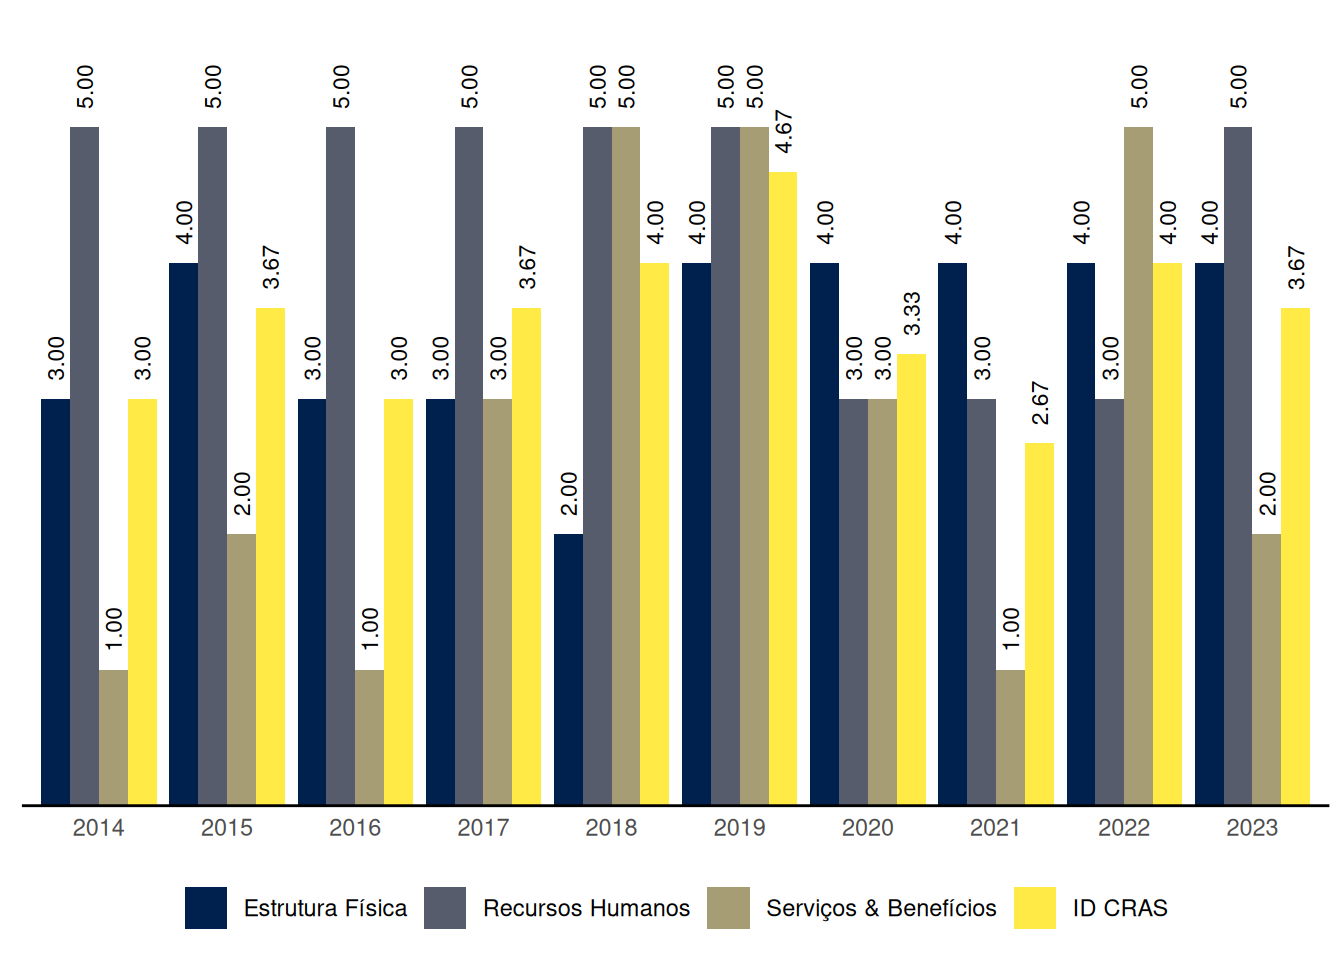 3.00 5.00 1.00 3.00
4.00 5.00 2.00 3.67
3.00 5.00 1.00 3.00
3.00 5.00 3.00 3.67
2.00 5.00 5.00 4.00
4.00 5.00 5.00 4.67
4.00 3.00 3.00 3.33
4.00 3.00 1.00 2.67
4.00 3.00 5.00 4.00
4.00 5.00 2.00 3.67
2014 2015 2016 2017 2018 2019 2020 2021 2022 2023
Estrutura Física Recursos Humanos Serviços & Benefícios ID CRAS